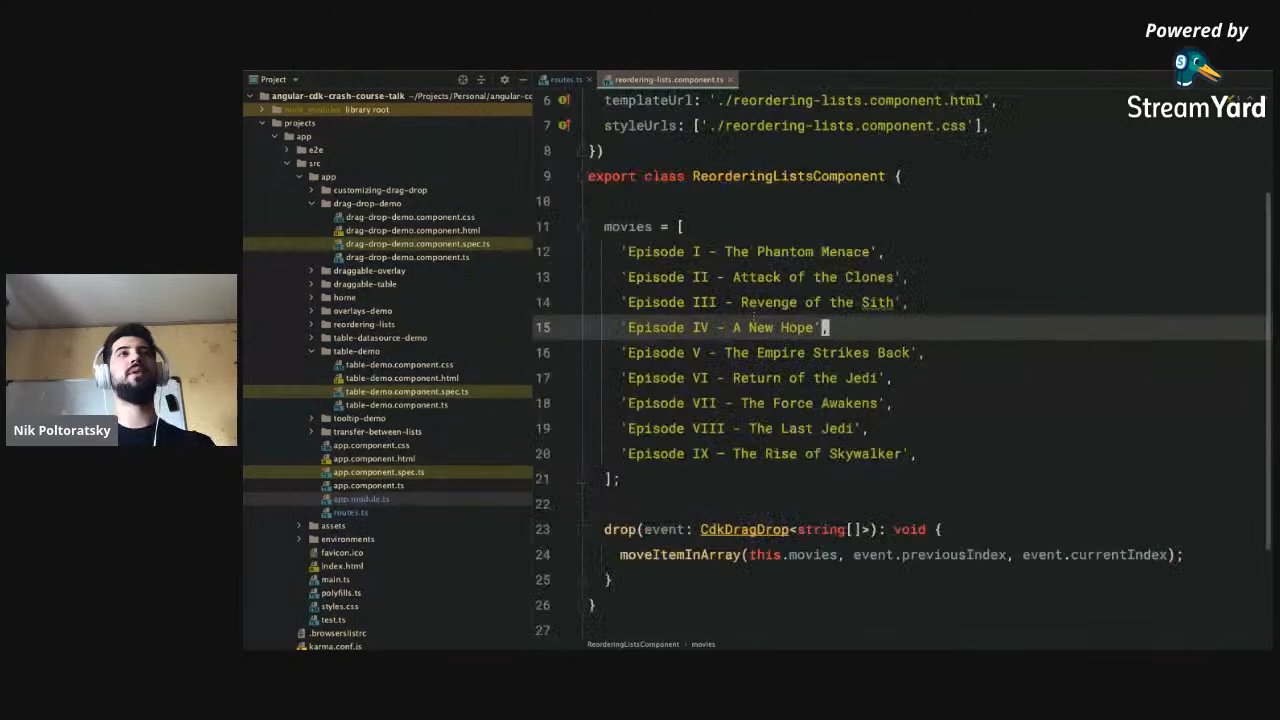 Powered by
StreamYard
Project
routes.ts
reordering-lists.component.ts
angular-cdk-crash-course-talk ~/Projects/Personal/angular-cc
node_modules library root
projects
app
e2e
src
app
customizing-drag-drop
drag-drop-demo
drag-drop-demo.component.css
drag-drop-demo.component.html
drag-drop-demo.component.spec.ts
drag-drop-demo.component.ts
draggable-overlay
draggable-table
home
overlays-demo
reordering-lists
table-datasource-demo
table-demo
table-demo.component.css
table-demo.component.html
table-demo.component.spec.ts
table-demo.component.ts
tooltip-demo
transfer-between-lists
app.component.css
app.component.html
app.component.spec.ts
app.component.ts
app.module.ts
routes.ts
assets
environments
favicon.ico
index.html
main.ts
polyfills.ts
styles.css
test.ts
.browserslistrc
karma.conf.js
6 templateUrl: './reordering-lists.component.html',
7 styleUrls: ['./reordering-lists.component.css'],
8 })
9 export class ReorderingListsComponent {
10
11 movies = [
12 'Episode I - The Phantom Menace',
13 'Episode II - Attack of the Clones',
14 'Episode III - Revenge of the Sith',
15 'Episode IV - A New Hope',
16 'Episode V - The Empire Strikes Back',
17 'Episode VI - Return of the Jedi',
18 'Episode VII - The Force Awakens',
19 'Episode VIII - The Last Jedi',
20 'Episode IX – The Rise of Skywalker',
21 ];
22
23 drop(event: CdkDragDrop<string[]>): void {
24 moveItemInArray(this.movies, event.previousIndex, event.currentIndex);
25 }
26 }
27
ReorderingListsComponent › movies
Nik Poltoratsky